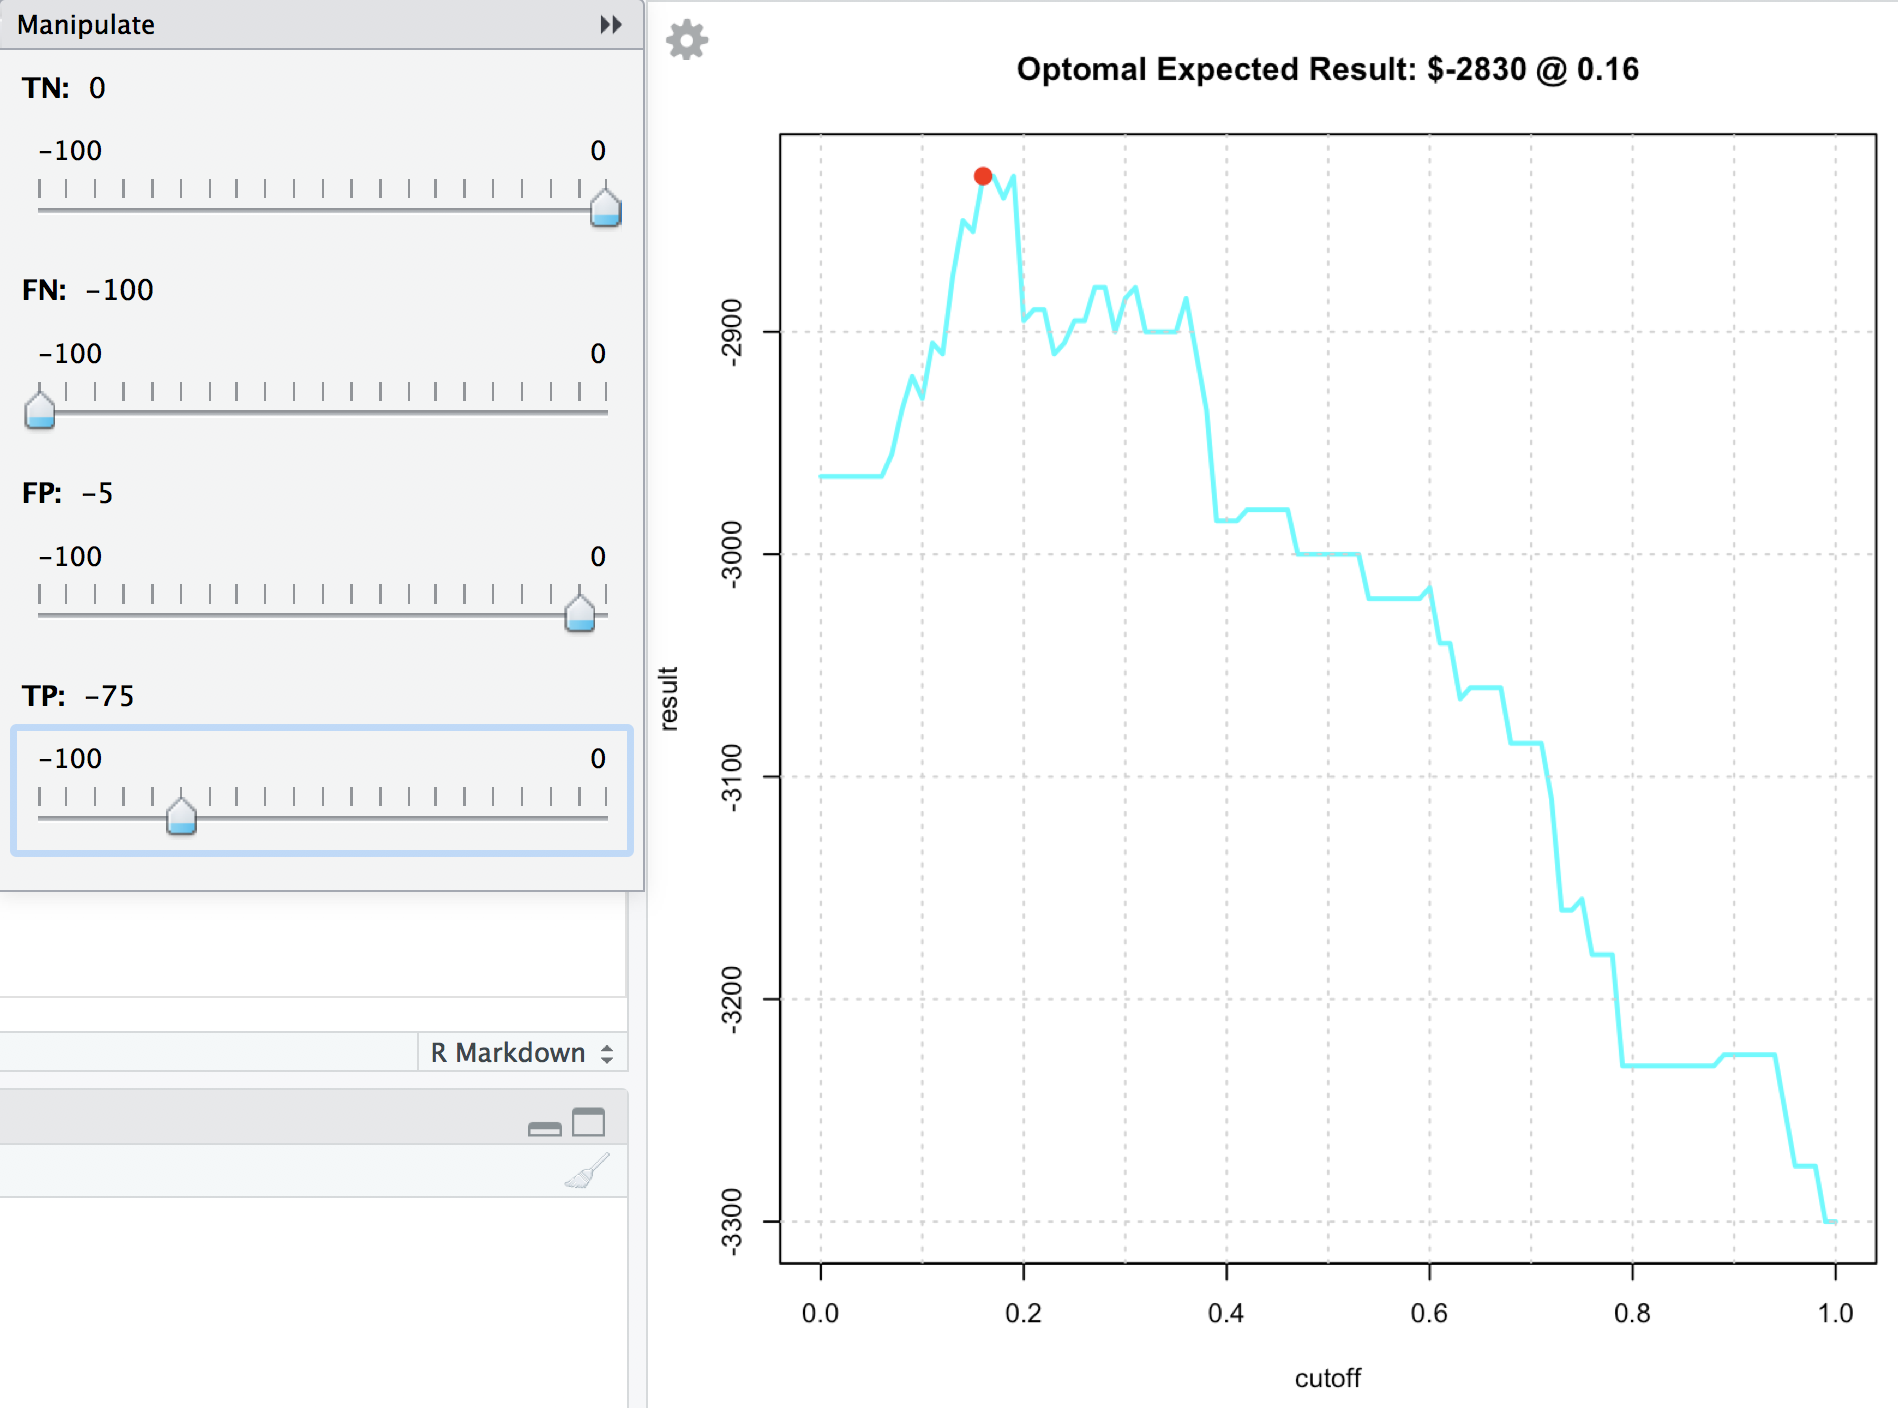 Manipulate
TN: 0
-100 0
FN: -100
-100 0
FP: -5
-100 0
TP: -75
-100 0
R Markdown
Optomal Expected Result: $-2830 @ 0.16
result
-2900
-3000
-3100
-3200
-3300
0.0 0.2 0.4 0.6 0.8 1.0
cutoff